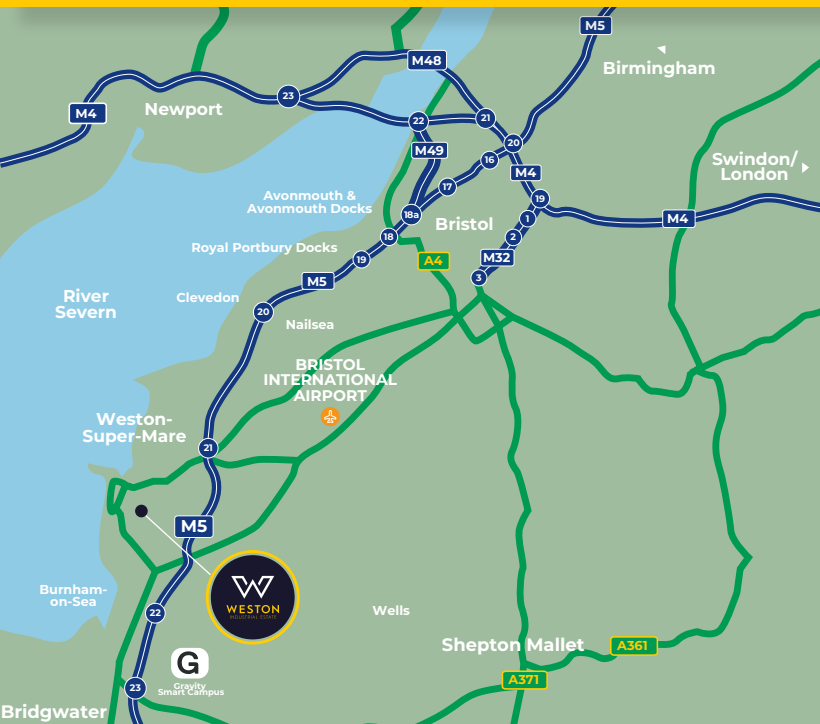 M5
Birmingham
M48
M4
Newport
23
22
21
20
M49
16
M4
Swindon/
London
17
19
Avonmouth &
Avonmouth Docks
18a
1
M4
Bristol
18
2
Royal Portbury Docks
19
A4
M32
3
M5
River
Severn
Clevedon
20
Nailsea
BRISTOL
INTERNATIONAL
AIRPORT
Weston-
Super-Mare
21
M5
W
WESTON
INDUSTRIAL ESTATE
Burnham-
on-Sea
22
Wells
Shepton Mallet
A361
G
Gravity
Smart Campus
A371
23
Bridgwater